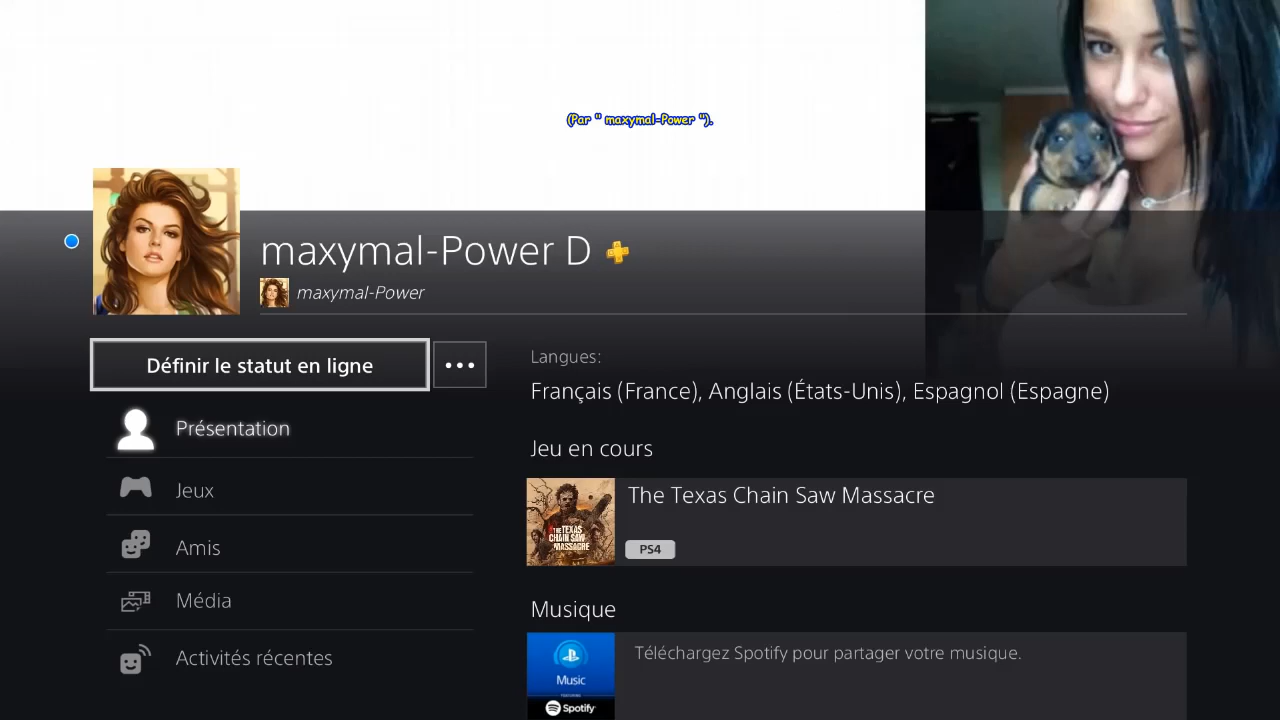 (Par " maxymal-Power ").
maxymal-Power D
maxymal-Power
Définir le statut en ligne
Présentation
Jeux
Amis
Média
Activités récentes
Langues:
Français (France), Anglais (États-Unis), Espagnol (Espagne)
Jeu en cours
THE TEXAS
CHAIN SAW
MASSACRE
The Texas Chain Saw Massacre
PS4
Musique
Music
Spotify
Téléchargez Spotify pour partager votre musique.